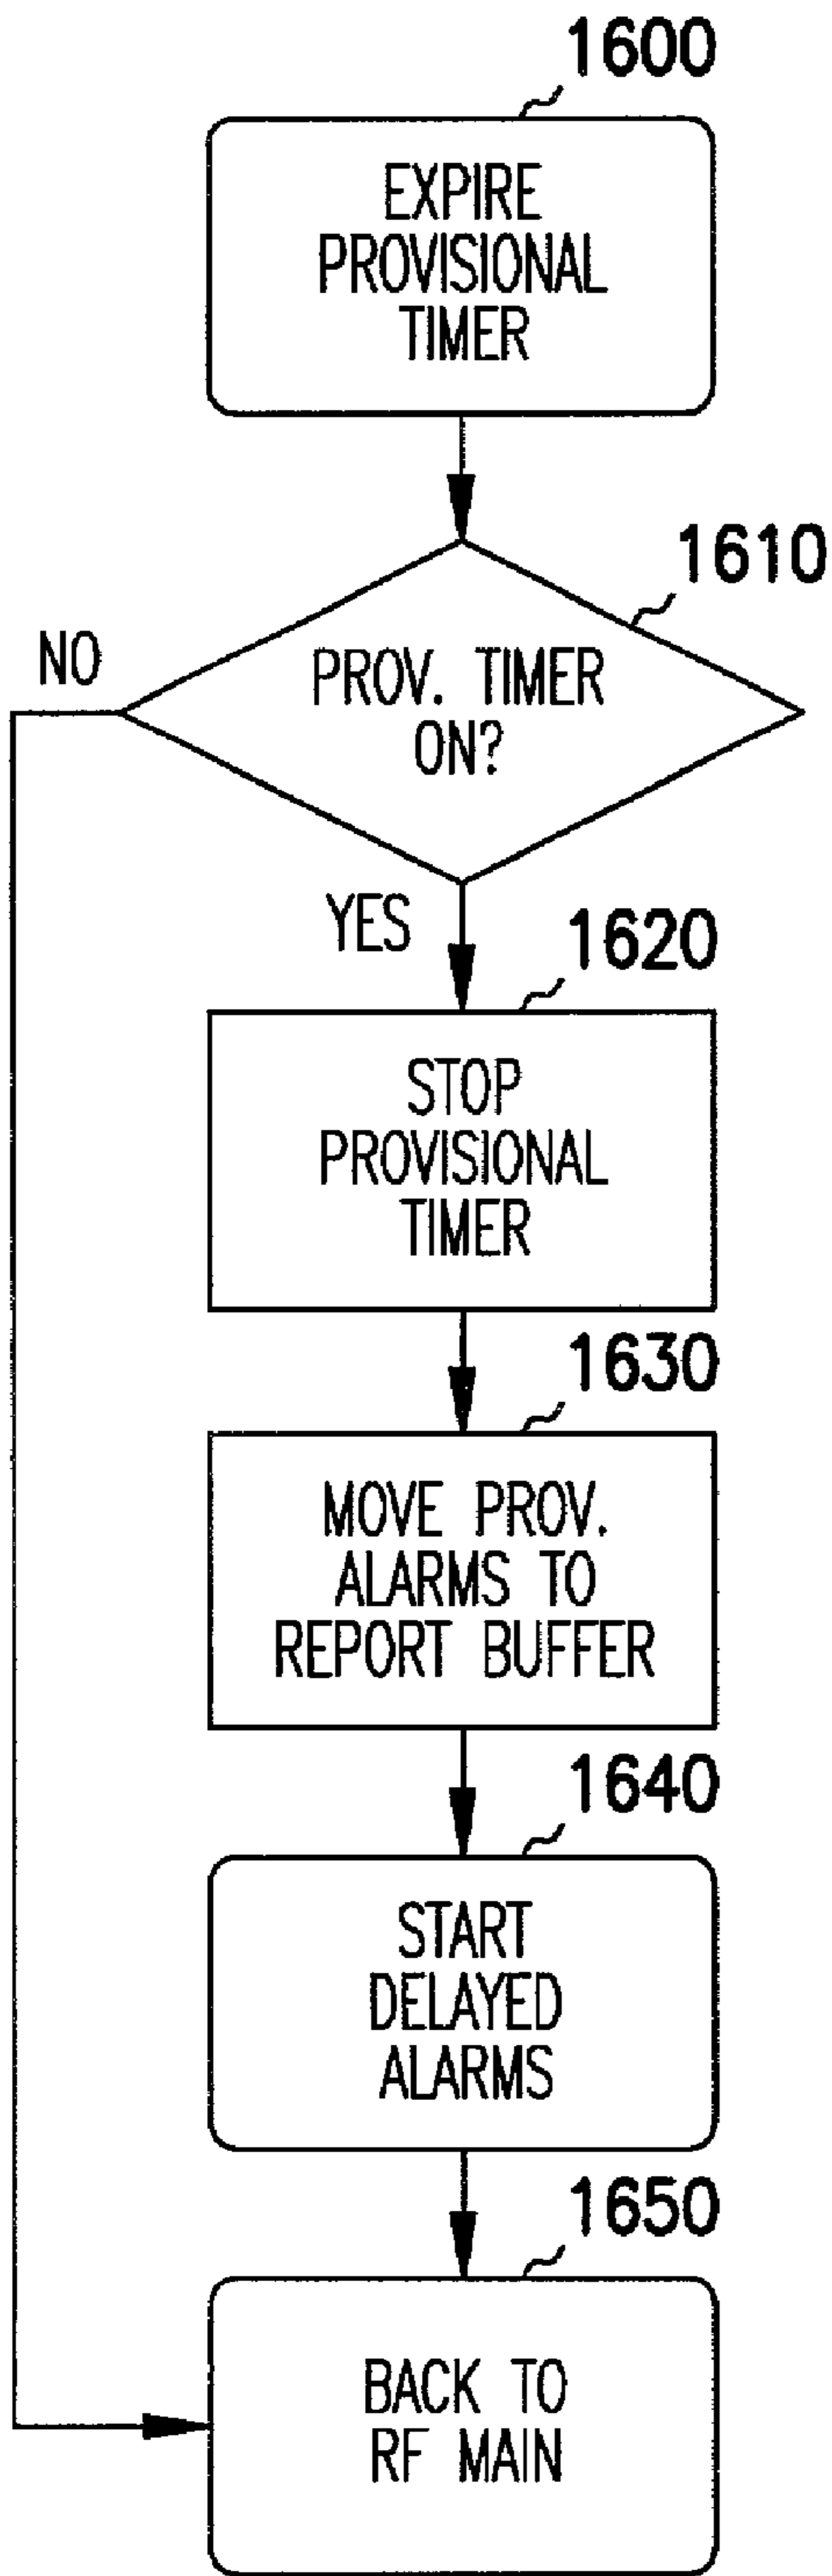 1600
EXPIRE
PROVISIONAL
TIMER
1610
NO
PROV. TIMER
ON?
YES
1620
STOP
PROVISIONAL
TIMER
1630
MOVE PROV.
ALARMS TO
REPORT BUFFER
1640
START
DELAYED
ALARMS
1650
BACK TO
RF MAIN